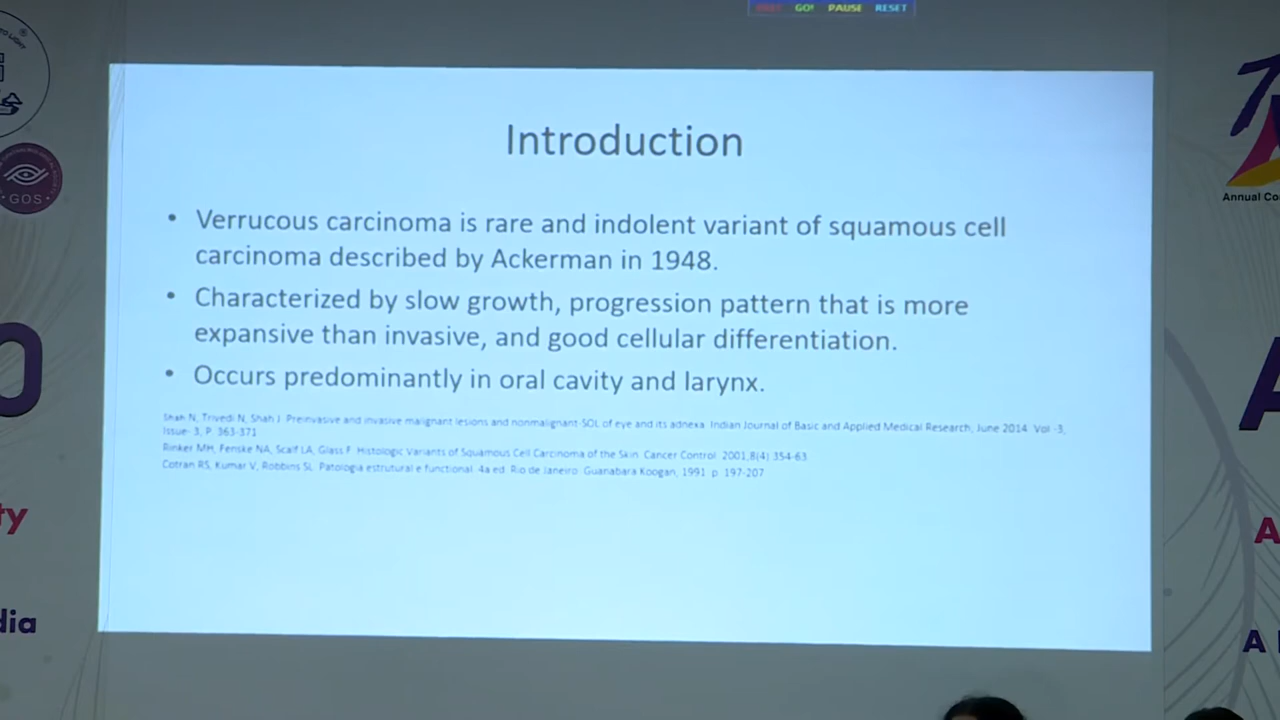 GO! PAUSE RESET
Introduction
• Verrucous carcinoma is rare and indolent variant of squamous cell
carcinoma described by Ackerman in 1948.
• Characterized by slow growth, progression pattern that is more
expansive than invasive, and good cellular differentiation.
• Occurs predominantly in oral cavity and larynx.
Shah N, Trivedi N, Shah J. Preinvasive and invasive malignant lesions and nonmalignant SOL of eye and its adnexa. Indian Journal of Basic and Applied Medical Research, June 2014. Vol -3,
Issue- 3, P. 363-371
Rinker MH, Fenske NA, Scalf LA, Glass F. Histologic Variants of Squamous Cell Carcinoma of the Skin. Cancer Control. 2001,8(4) 354-63
Cotran RS, Kumar V, Robbins SL. Patologia estrutural e functional. 4a ed. Rio de Janeiro. Guanabara Koogan, 1991. p. 197-207
GOS
Annual Co
ty
dia
A
A